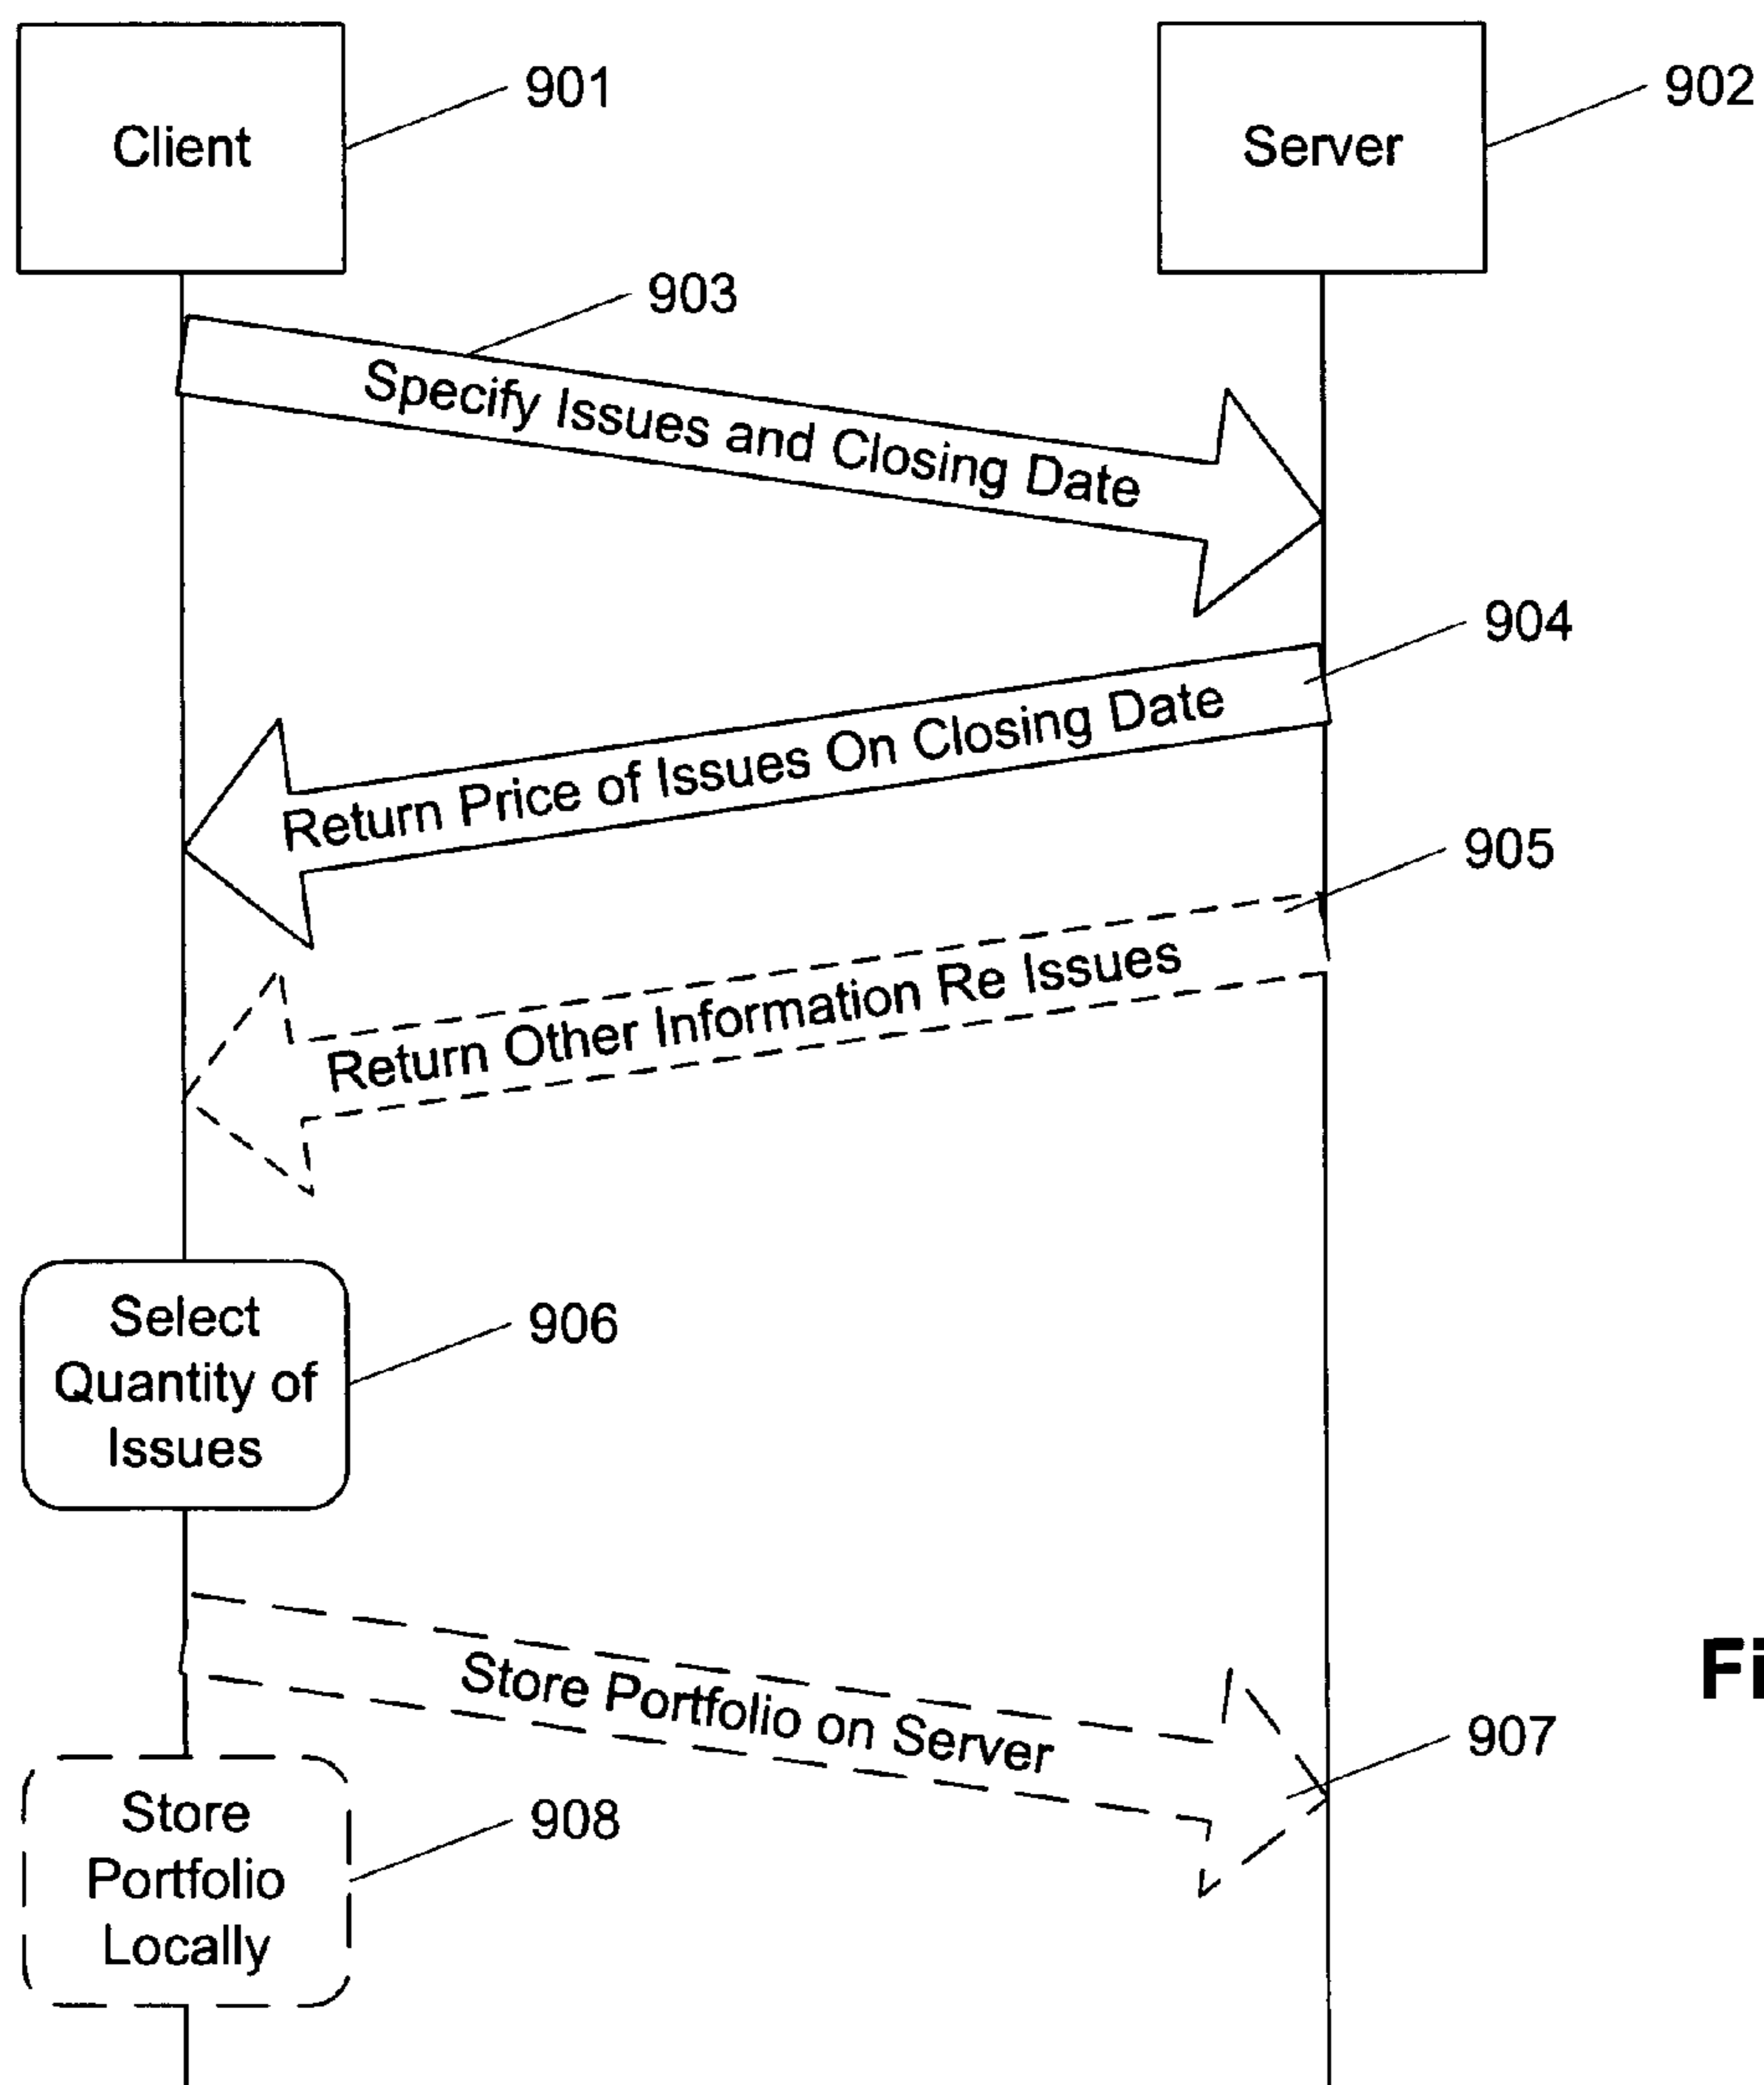 Client
901
Server
902
903
Specify Issues and Closing Date
904
Return Price of Issues On Closing Date
905
Return Other Information Re Issues
Select
Quantity of
Issues
906
Store Portfolio on Server
907
Store
Portfolio
Locally
908
Fi